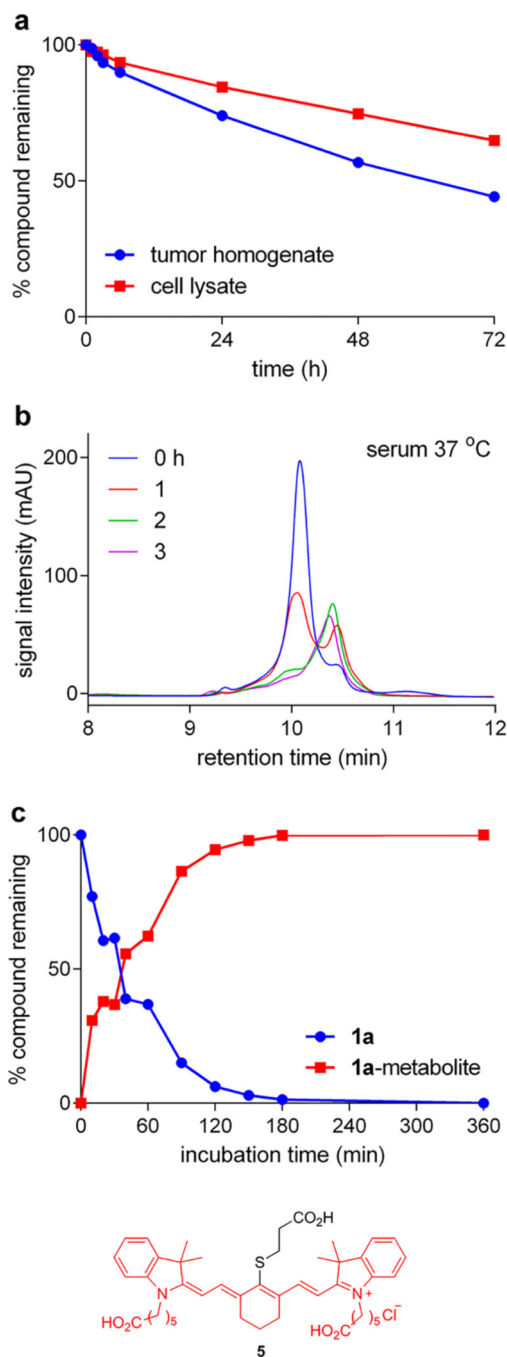 a
% compound remaining
100
50
0
tumor homogenate
cell lysate
0 24 48 72
time (h)
b
signal intensity (mAU)
200
100
0
0 h
1
2
3
serum 37 °C
8 9 10 11 12
retention time (min)
c
% compound remaining
100
50
0
1a
1a-metabolite
0 60 120 180 240 300 360
incubation time (min)
CO₂H
S
N
N⁺
HO₂C ( )₅
HO₂C ( )₅ Cl⁻
5